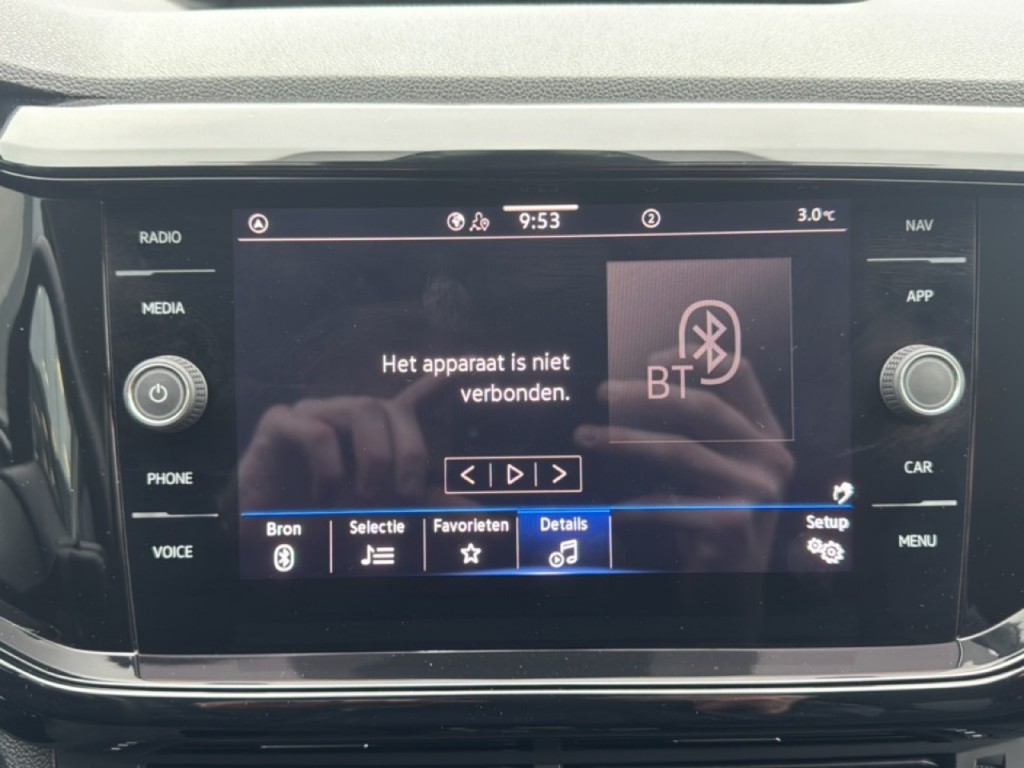 RADIO
MEDIA
PHONE
VOICE
A
9:53
2
3.0°C
Het apparaat is niet
verbonden.
BT
Bron
Selectie
Favorieten
Details
Setup
NAV
APP
CAR
MENU